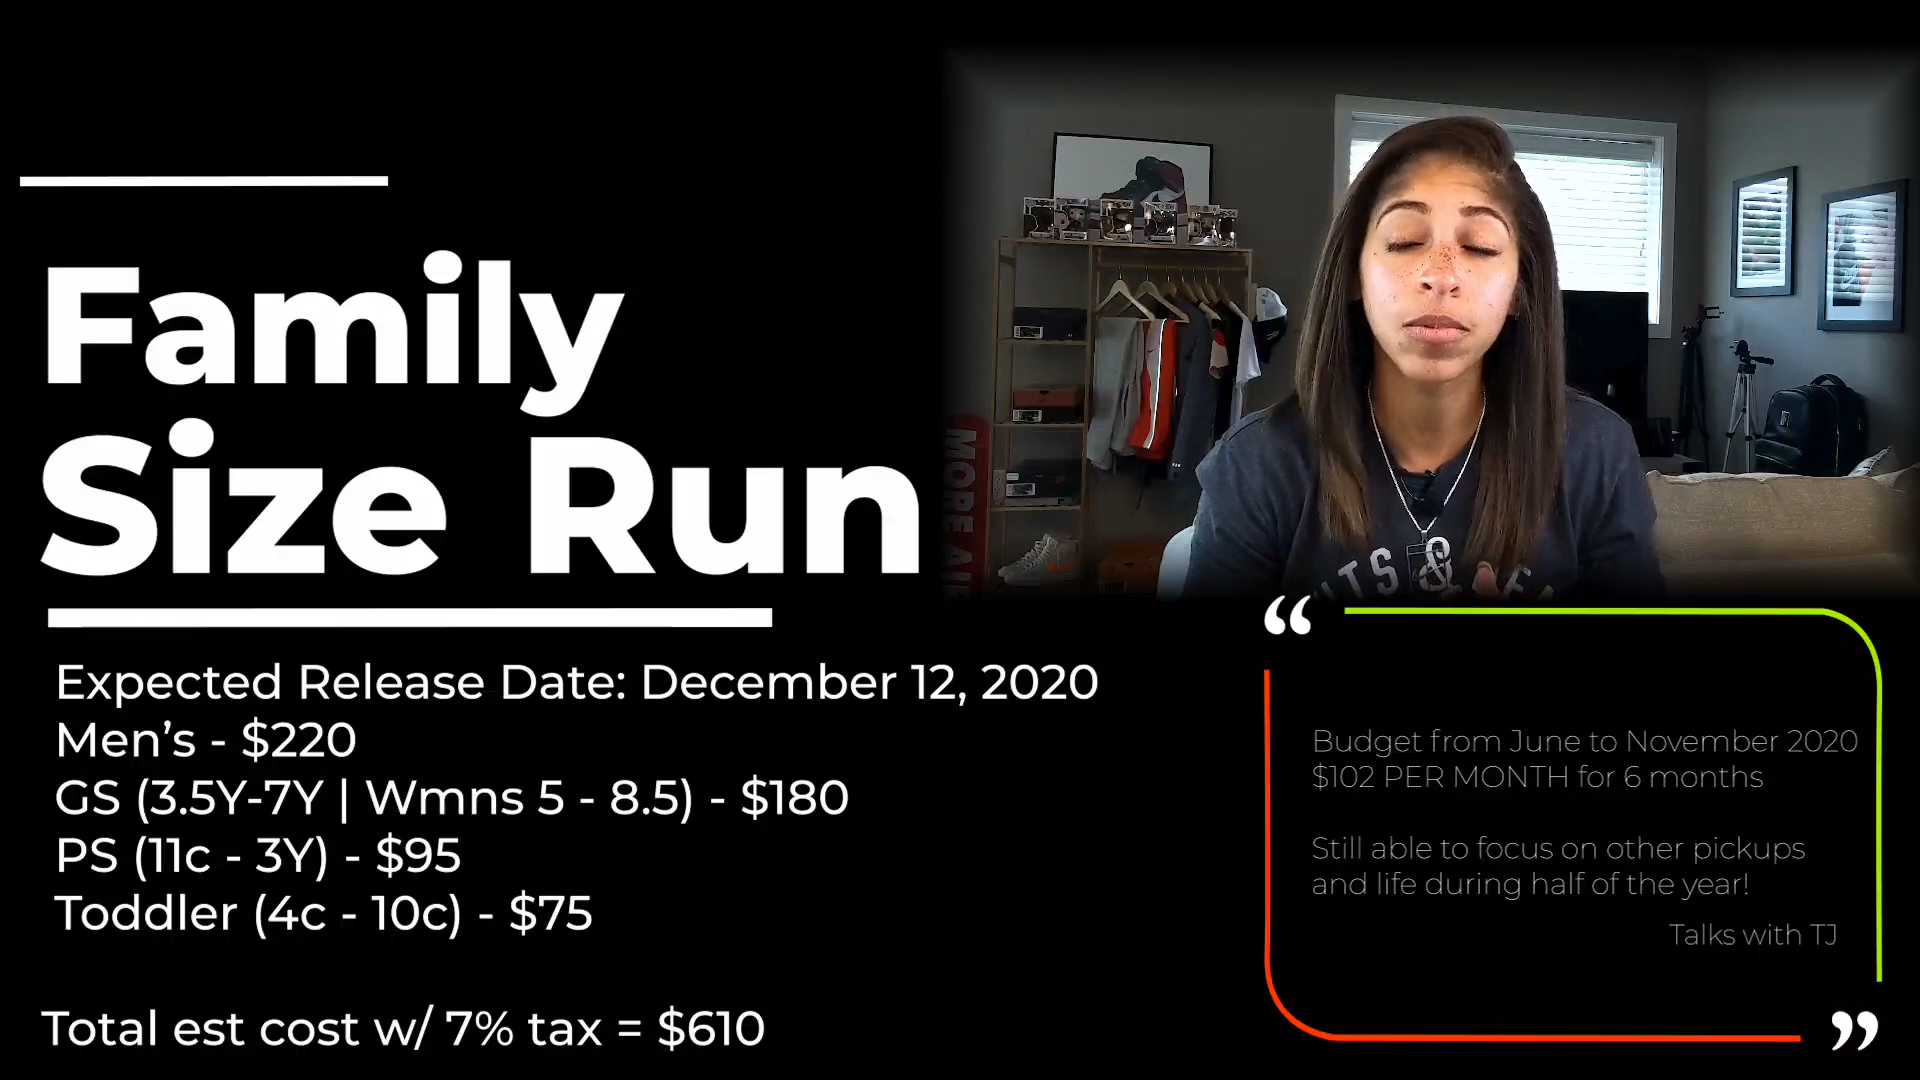 Family
Size Run
Expected Release Date: December 12, 2020
Men’s - $220
GS (3.5Y-7Y | Wmns 5 - 8.5) - $180
PS (11c - 3Y) - $95
Toddler (4c - 10c) - $75
Total est cost w/ 7% tax = $610
MORE AIR
“
Budget from June to November 2020
$102 PER MONTH for 6 months
Still able to focus on other pickups
and life during half of the year!
Talks with TJ
”